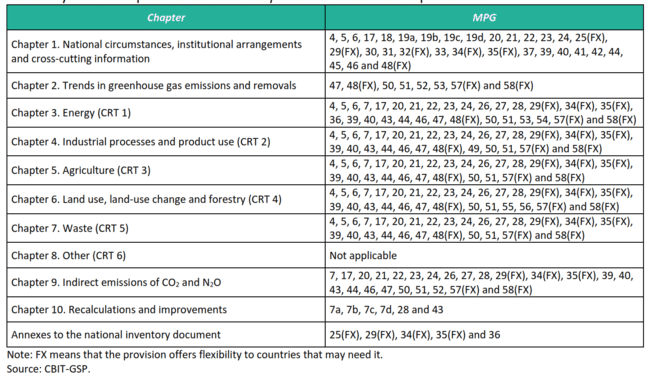 Chapter MPG
Chapter 1. National circumstances, institutional arrangements
and cross-cutting information
4, 5, 6, 17, 18, 19a, 19b, 19c, 19d, 20, 21, 22, 23, 24, 25(FX),
29(FX), 30, 31, 32(FX), 33, 34(FX), 35(FX), 37, 39, 40, 41, 42, 44,
45, 46 and 48(FX)
Chapter 2. Trends in greenhouse gas emissions and removals
47, 48(FX), 50, 51, 52, 53, 57(FX) and 58(FX)
Chapter 3. Energy (CRT 1)
4, 5, 6, 7, 17, 20, 21, 22, 23, 24, 26, 27, 28, 29(FX), 34(FX), 35(FX),
36, 39, 40, 43, 44, 46, 47, 48(FX), 50, 51, 53, 54, 57(FX) and 58(FX)
Chapter 4. Industrial processes and product use (CRT 2)
4, 5, 6, 7, 17, 20, 21, 22, 23, 24, 26, 27, 28, 29(FX), 34(FX), 35(FX),
39, 40, 43, 44, 46, 47, 48(FX), 49, 50, 51, 57(FX) and 58(FX)
Chapter 5. Agriculture (CRT 3)
4, 5, 6, 7, 17, 20, 21, 22, 23, 24, 26, 27, 28, 29(FX), 34(FX), 35(FX),
39, 40, 43, 44, 46, 47, 48(FX), 50, 51, 57(FX) and 58(FX)
Chapter 6. Land use, land-use change and forestry (CRT 4)
4, 5, 6, 7, 17, 20, 21, 22, 23, 24, 26, 27, 28, 29(FX), 34(FX), 35(FX),
39, 40, 43, 44, 46, 47, 48(FX), 50, 51, 55, 56, 57(FX) and 58(FX)
Chapter 7. Waste (CRT 5)
4, 5, 6, 7, 17, 20, 21, 22, 23, 24, 26, 27, 28, 29(FX), 34(FX), 35(FX),
39, 40, 43, 44, 46, 47, 48(FX), 50, 51, 57(FX) and 58(FX)
Chapter 8. Other (CRT 6)
Not applicable
Chapter 9. Indirect emissions of CO₂ and N₂O
7, 17, 20, 21, 22, 23, 24, 26, 27, 28, 29(FX), 34(FX), 35(FX), 39, 40,
43, 44, 46, 47, 50, 51, 52, 57(FX) and 58(FX)
Chapter 10. Recalculations and improvements
7a, 7b, 7c, 7d, 28 and 43
Annexes to the national inventory document
25(FX), 29(FX), 34(FX), 35(FX) and 36
Note: FX means that the provision offers flexibility to countries that may need it.
Source: CBIT-GSP.